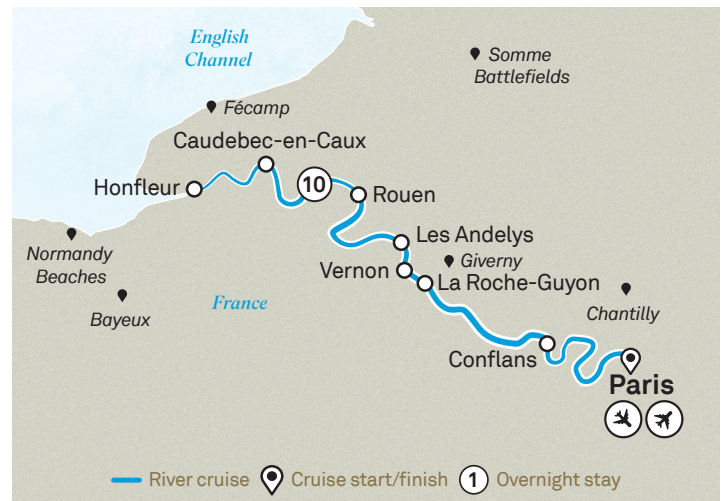 English
Channel
Somme
Battlefields
Fécamp
Caudebec-en-Caux
Honfleur
10
Rouen
Normandy
Beaches
Les Andelys
Vernon
Giverny
La Roche-Guyon
Bayeux
France
Chantilly
Conflans
Paris
River cruise
Cruise start/finish
1
Overnight stay